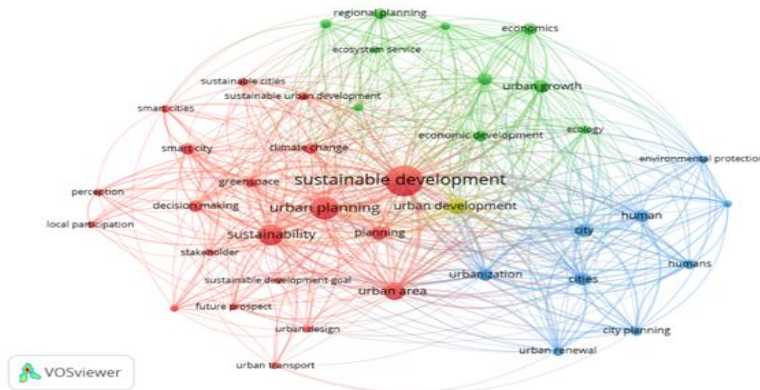 regional planning
economics
ecosystem service
sustainable cities
urban growth
sustainable urban development
smart cities
economic development
ecology
smart city
climate change
environmental protection
sustainable development
greenspace
perception
decision making
urban planning
urban development
human
local participation
sustainability
planning
city
stakeholder
humans
urbanization
cities
sustainable development goal
urban area
future prospect
urban design
city planning
urban renewal
urban transport
VOSviewer